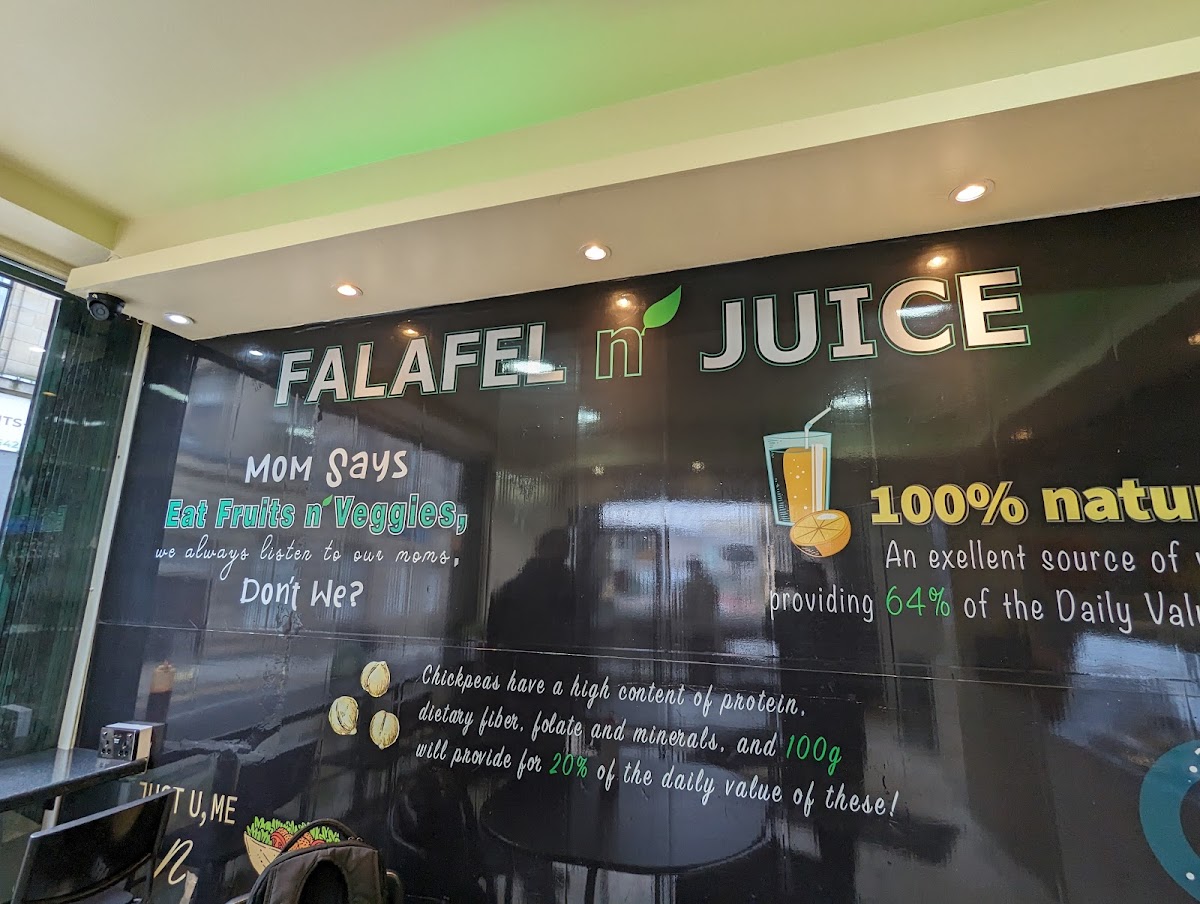 FALAFEL n' JUICE
MOM Says
Eat Fruits n' Veggies,
we always listen to our moms,
Don't We?
100% natu
An exellent source of
providing 64% of the Daily Val
Chickpeas have a high content of protein,
dietary fiber, folate and minerals, and 100g
will provide for 20% of the daily value of these!
JUST U, ME
n